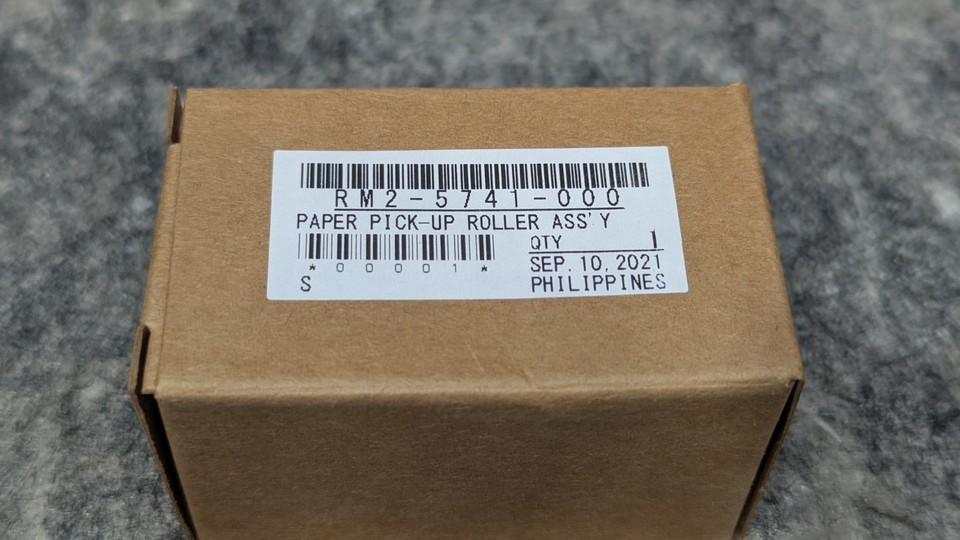 RM2-5741-000
PAPER PICK-UP ROLLER ASS'Y
QTY 1
*00001*
SEP.10,2021
S
PHILIPPINES